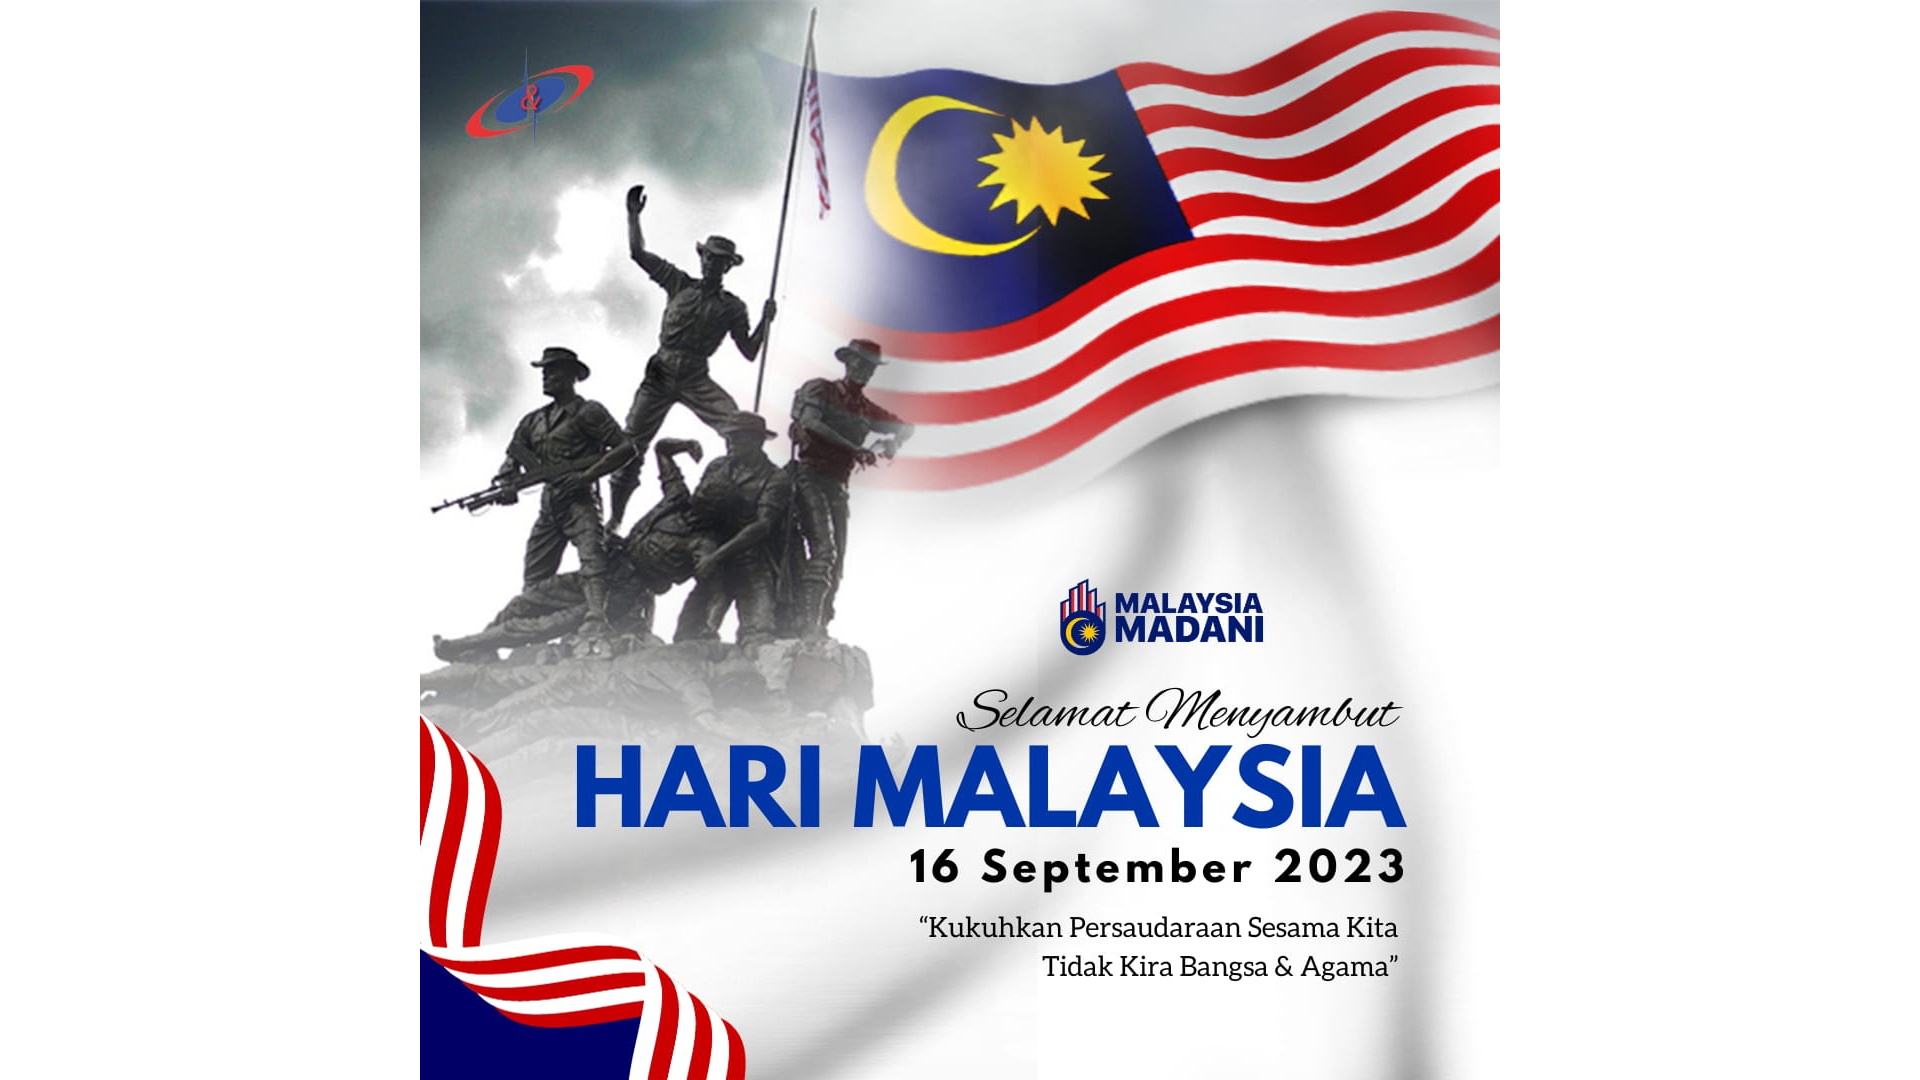 &
MALAYSIA
MADANI
Selamat Menyambut
HARI MALAYSIA
16 September 2023
“Kukuhkan Persaudaraan Sesama Kita
Tidak Kira Bangsa & Agama”